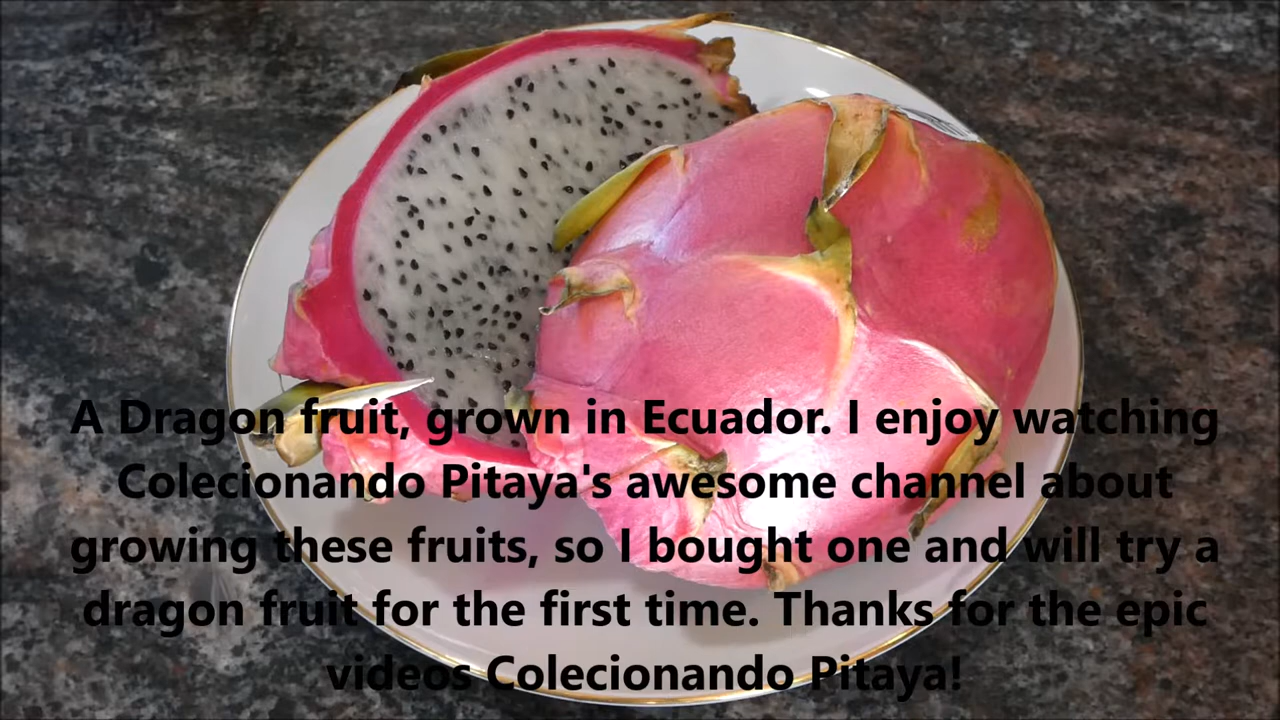 A Dragon fruit, grown in Ecuador. I enjoy watching
Colecionando Pitaya's awesome channel about
growing these fruits, so I bought one and will try a
dragon fruit for the first time. Thanks for the epic
videos Colecionando Pitaya!